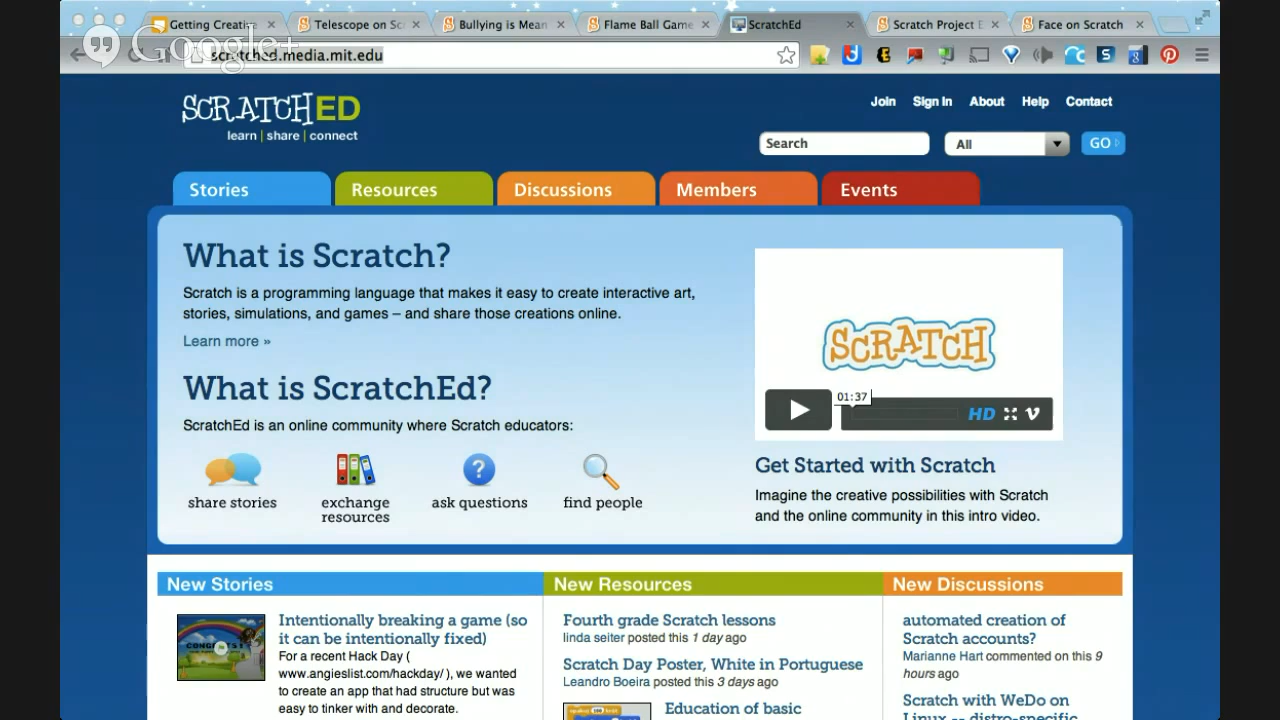 Getting Creativ
Telescope on Scr
Bullying is Mean
Flame Ball Game
ScratchEd
Scratch Project E
Face on Scratch
Google+
scratched.media.mit.edu
SCRATCHED
learn | share | connect
Join Sign In About Help Contact
Search All GO
Stories Resources Discussions Members Events
What is Scratch?
Scratch is a programming language that makes it easy to create interactive art,
stories, simulations, and games – and share those creations online.
Learn more »
What is ScratchEd?
ScratchEd is an online community where Scratch educators:
share stories
exchange
resources
ask questions
find people
SCRATCH
01:37
HD
Get Started with Scratch
Imagine the creative possibilities with Scratch
and the online community in this intro video.
New Stories
Intentionally breaking a game (so
it can be intentionally fixed)
For a recent Hack Day (
www.angieslist.com/hackday/ ), we wanted
to create an app that had structure but was
easy to tinker with and decorate.
New Resources
Fourth grade Scratch lessons
linda seiter posted this 1 day ago
Scratch Day Poster, White in Portuguese
Leandro Boeira posted this 3 days ago
Education of basic
New Discussions
automated creation of
Scratch accounts?
Marianne Hart commented on this 9
hours ago
Scratch with WeDo on
Linux -- distro-specific